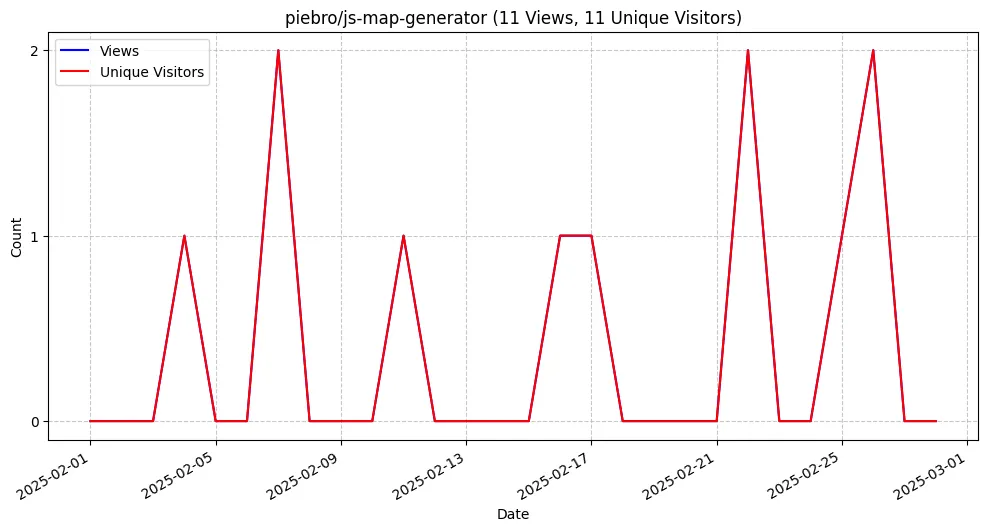 piebro/js-map-generator (11 Views, 11 Unique Visitors)
Views
Unique Visitors
2
1
0
Count
2025-02-01
2025-02-05
2025-02-09
2025-02-13
2025-02-17
2025-02-21
2025-02-25
2025-03-01
Date